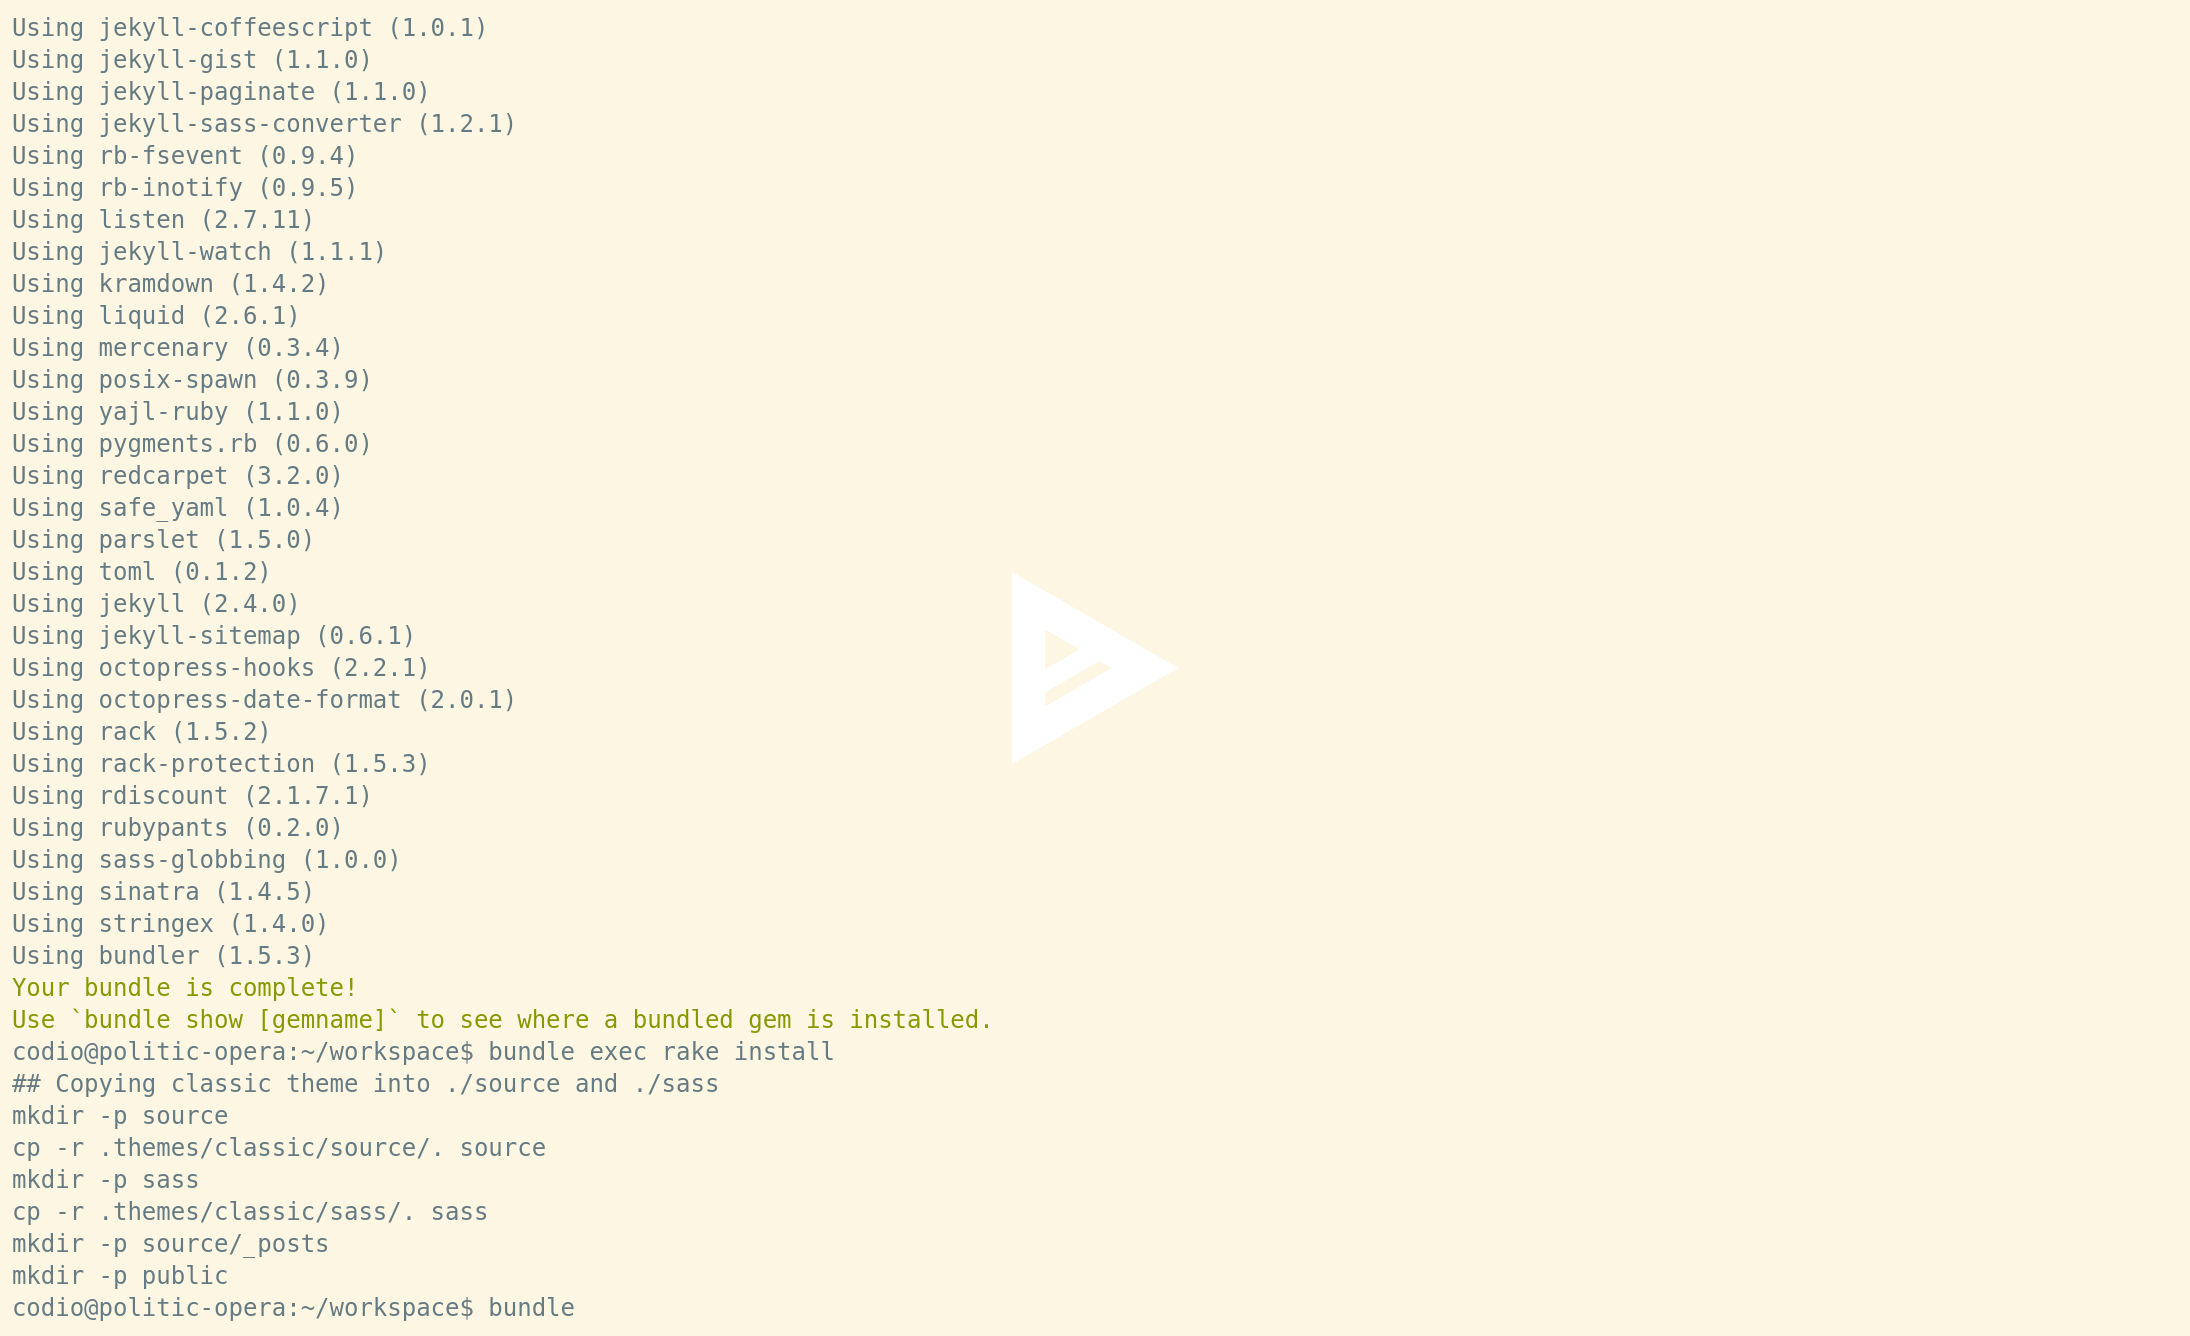 Using jekyll-coffeescript (1.0.1)
Using jekyll-gist (1.1.0)
Using jekyll-paginate (1.1.0)
Using jekyll-sass-converter (1.2.1)
Using rb-fsevent (0.9.4)
Using rb-inotify (0.9.5)
Using listen (2.7.11)
Using jekyll-watch (1.1.1)
Using kramdown (1.4.2)
Using liquid (2.6.1)
Using mercenary (0.3.4)
Using posix-spawn (0.3.9)
Using yajl-ruby (1.1.0)
Using pygments.rb (0.6.0)
Using redcarpet (3.2.0)
Using safe_yaml (1.0.4)
Using parslet (1.5.0)
Using toml (0.1.2)
Using jekyll (2.4.0)
Using jekyll-sitemap (0.6.1)
Using octopress-hooks (2.2.1)
Using octopress-date-format (2.0.1)
Using rack (1.5.2)
Using rack-protection (1.5.3)
Using rdiscount (2.1.7.1)
Using rubypants (0.2.0)
Using sass-globbing (1.0.0)
Using sinatra (1.4.5)
Using stringex (1.4.0)
Using bundler (1.5.3)
Your bundle is complete!
Use `bundle show [gemname]` to see where a bundled gem is installed.
codio@politic-opera:~/workspace$ bundle exec rake install
## Copying classic theme into ./source and ./sass
mkdir -p source
cp -r .themes/classic/source/. source
mkdir -p sass
cp -r .themes/classic/sass/. sass
mkdir -p source/_posts
mkdir -p public
codio@politic-opera:~/workspace$ bundle